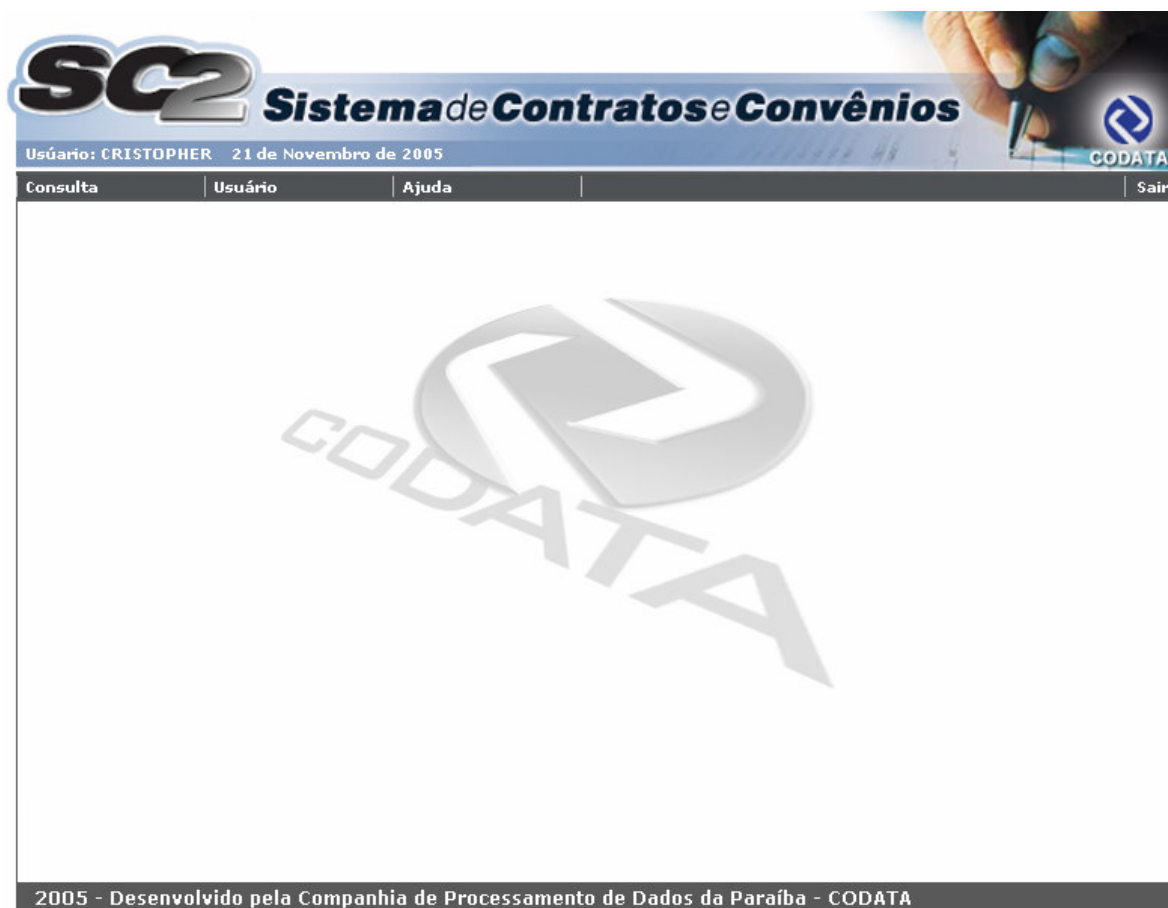 SC2
Sistema de Contratos e Convênios
Usúario: CRISTOPHER 21 de Novembro de 2005
CODATA
Consulta Usuário Ajuda Sair
CODATA
2005 - Desenvolvido pela Companhia de Processamento de Dados da Paraíba - CODATA